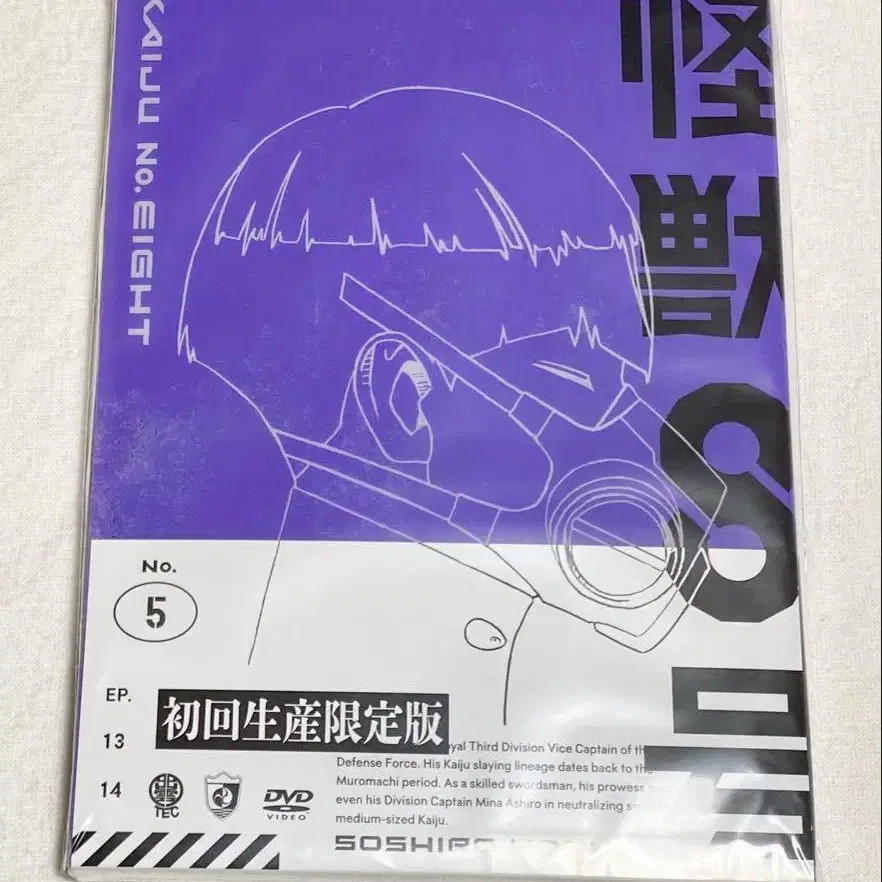 KAIJU No.EIGHT
怪獣8号
No.
5
EP.
13
14
初回生産限定版
TEC
DVD
VIDEO
Third Division Vice Captain of
Defense Force. His Kaiju slaying lineage dates back to the
Muromachi period. As a skilled swordsman, his prowess
even his Division Captain Mina Ashiro in neutralizing
medium-sized Kaiju.
SOSHIRO